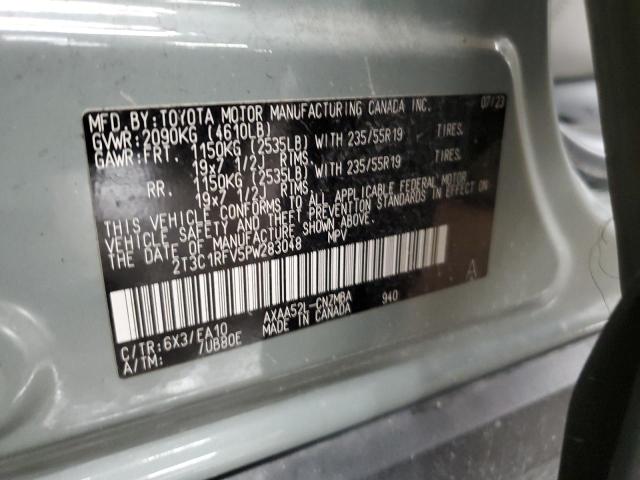 MFD. BY: TOYOTA MOTOR MANUFACTURING CANADA INC. 07/23
GVWR: 2090KG (4610LB)
GAWR: FRT. 1150KG (2535LB) WITH 235/55R19 TIRES.
19x7 1/2J RIMS
RR. 1150KG (2535LB) WITH 235/55R19 TIRES.
19x7 1/2J RIMS.
THIS VEHICLE CONFORMS TO ALL APPLICABLE FEDERAL MOTOR
VEHICLE SAFETY AND THEFT PREVENTION STANDARDS IN EFFECT ON
DATE OF MANUFACTURE SHOWN ABOVE.
2T3C1RFV5PW283048 MPV
A
C/TR: 6X3/EA10 AXAA52L-CNZMBA 940
A/TM: /UB80E MADE IN CANADA